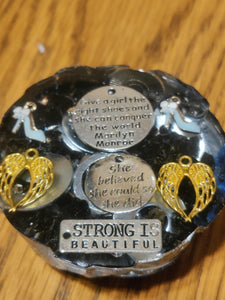 Give a girl the
right shoes and
she can conquer
the world
Marilyn
Monroe
She
believed
she could so
she did
STRONG IS
BEAUTIFUL